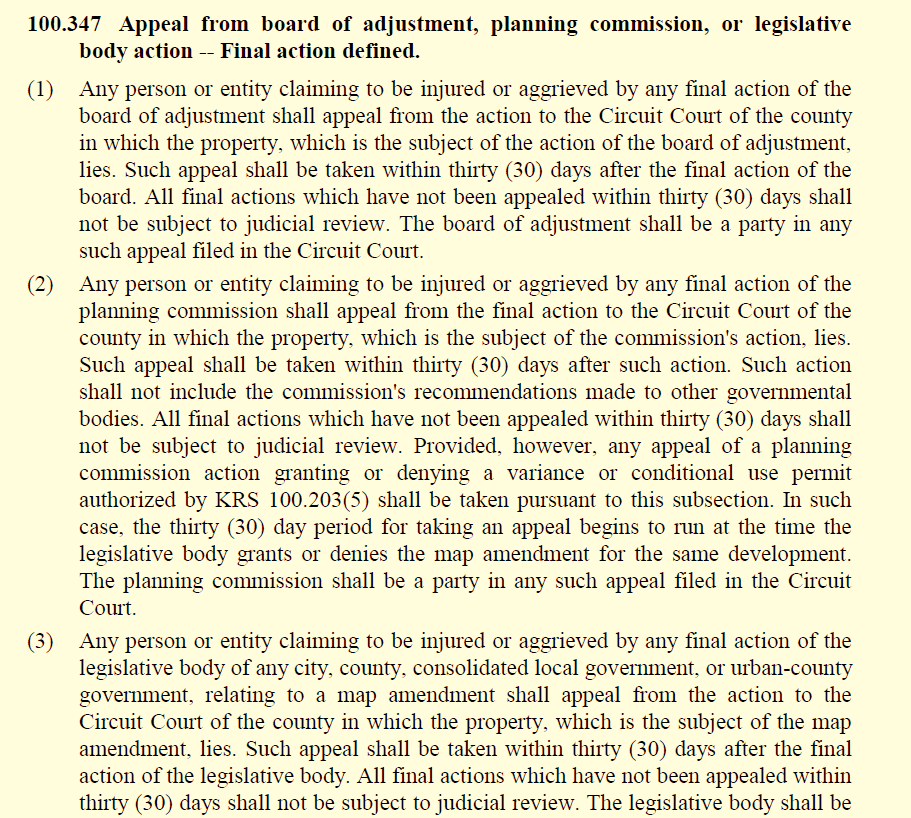 100.347 Appeal from board of adjustment, planning commission, or legislative
body action -- Final action defined.
(1) Any person or entity claiming to be injured or aggrieved by any final action of the
board of adjustment shall appeal from the action to the Circuit Court of the county
in which the property, which is the subject of the action of the board of adjustment,
lies. Such appeal shall be taken within thirty (30) days after the final action of the
board. All final actions which have not been appealed within thirty (30) days shall
not be subject to judicial review. The board of adjustment shall be a party in any
such appeal filed in the Circuit Court.
(2) Any person or entity claiming to be injured or aggrieved by any final action of the
planning commission shall appeal from the final action to the Circuit Court of the
county in which the property, which is the subject of the commission's action, lies.
Such appeal shall be taken within thirty (30) days after such action. Such action
shall not include the commission's recommendations made to other governmental
bodies. All final actions which have not been appealed within thirty (30) days shall
not be subject to judicial review. Provided, however, any appeal of a planning
commission action granting or denying a variance or conditional use permit
authorized by KRS 100.203(5) shall be taken pursuant to this subsection. In such
case, the thirty (30) day period for taking an appeal begins to run at the time the
legislative body grants or denies the map amendment for the same development.
The planning commission shall be a party in any such appeal filed in the Circuit
Court.
(3) Any person or entity claiming to be injured or aggrieved by any final action of the
legislative body of any city, county, consolidated local government, or urban-county
government, relating to a map amendment shall appeal from the action to the
Circuit Court of the county in which the property, which is the subject of the map
amendment, lies. Such appeal shall be taken within thirty (30) days after the final
action of the legislative body. All final actions which have not been appealed within
thirty (30) days shall not be subject to judicial review. The legislative body shall be